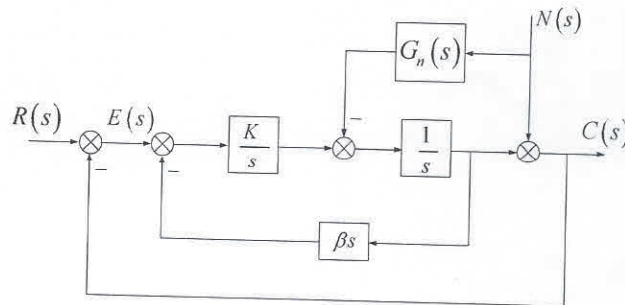 N(s)
G_n(s)
R(s) E(s) K/s 1/s C(s)
− − −
βs